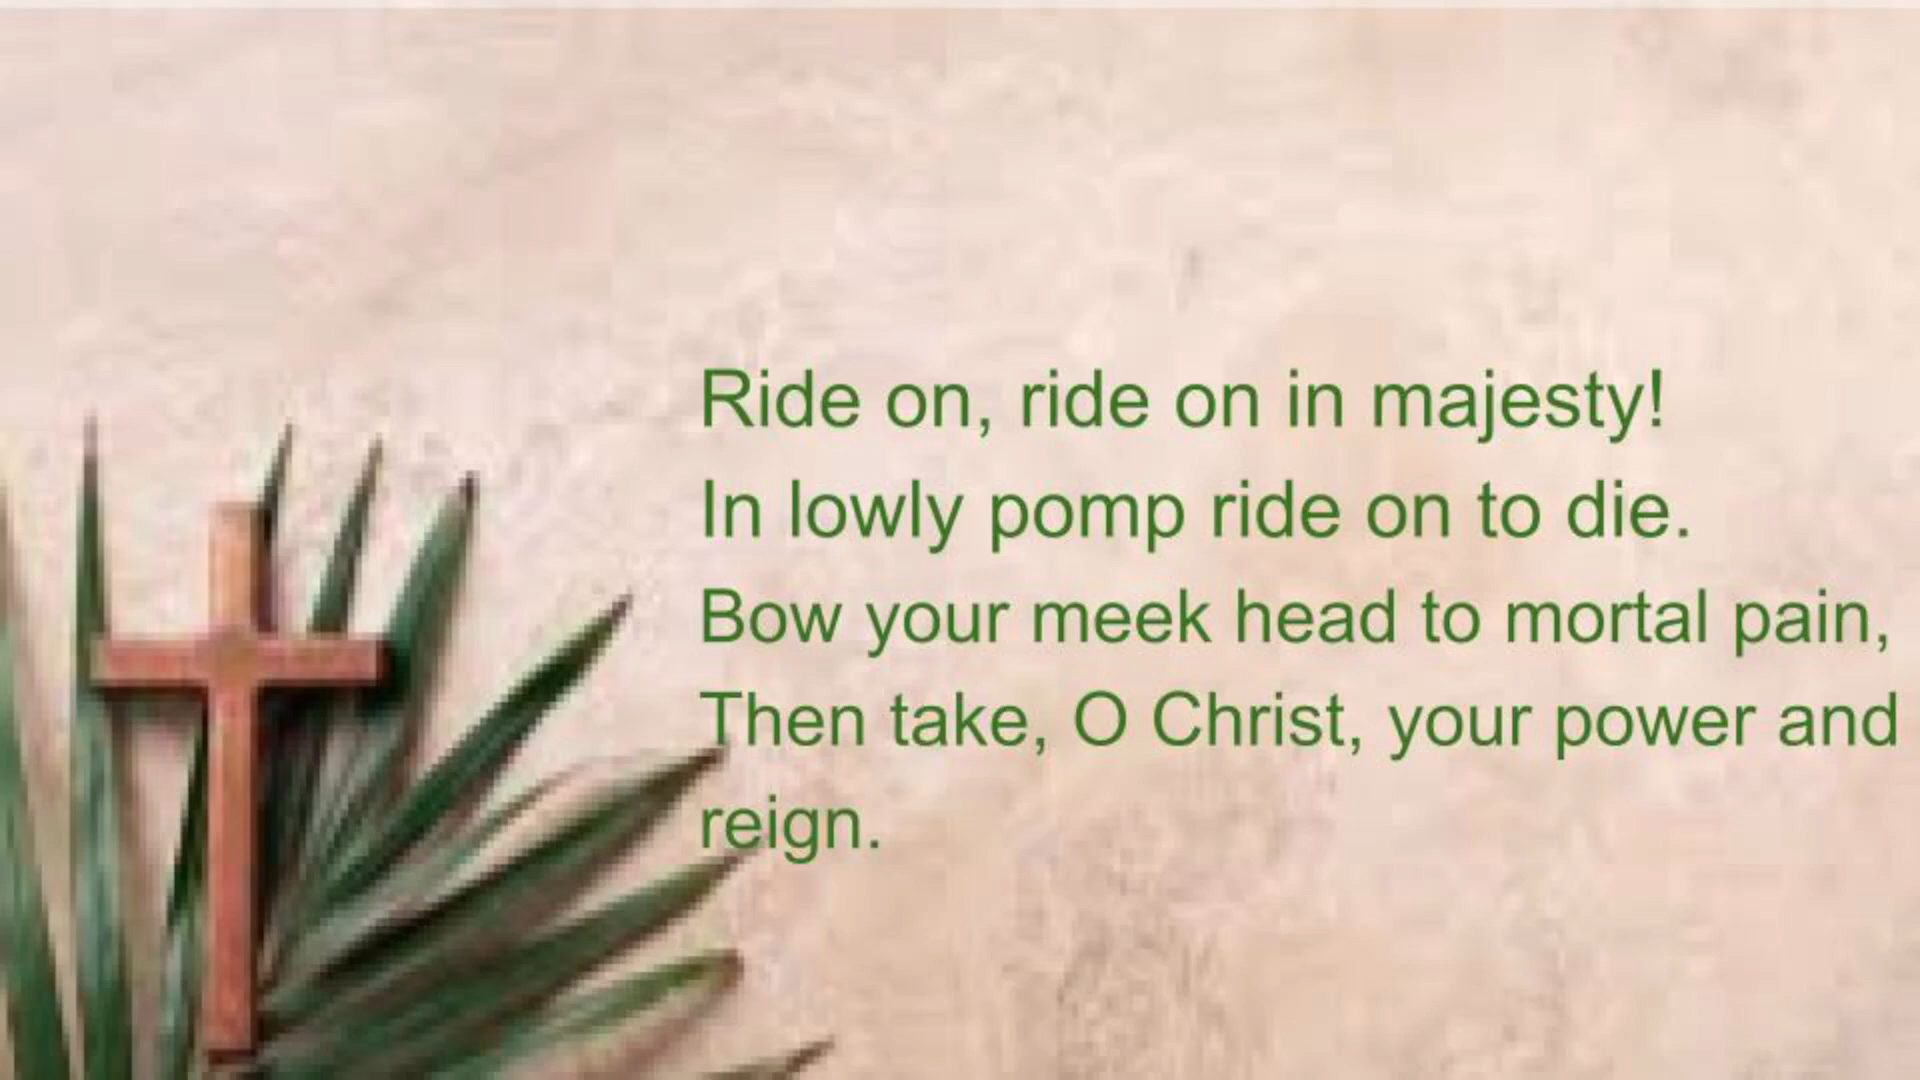 Ride on, ride on in majesty!
In lowly pomp ride on to die.
Bow your meek head to mortal pain,
Then take, O Christ, your power and
reign.